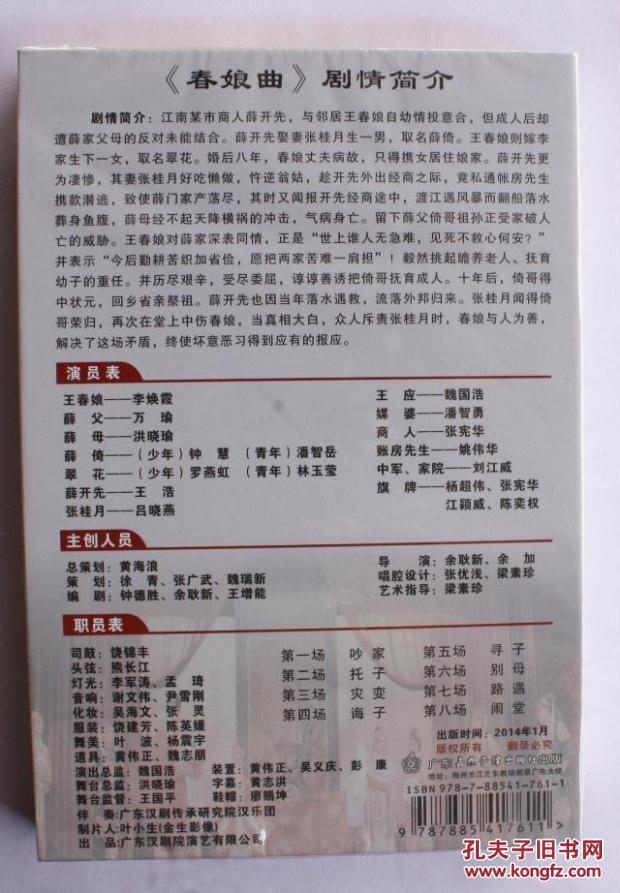 《春娘曲》剧情简介
剧情简介：江南某市商人薛开先，与邻居王春娘自幼情投意合，但成人后却
遭薛家父母的反对未能结合。薛开先娶妻张桂月生一男，取名薛倚。王春娘则嫁李
家生下一女，取名翠花。婚后八年，春娘丈夫病故，只得携女居住娘家。薛开先更
为凄惨，其妻张桂月好吃懒做，忤逆翁姑，趁开先外出经商之际，竟私通帐房先生
携款潜逃，致使薛门家产荡尽，其时又闻报开先经商途中，渡江遇风暴而翻船落水
葬身鱼腹，薛母经不起天降横祸的冲击，气病身亡。留下薛父倚哥祖孙正受家破人
亡的威胁。王春娘对薛家深表同情，正是“世上谁人无急难，见死不救心何安？”
并表示“今后勤耕苦织加省俭，愿把两家苦难一肩担”！毅然挑起赡养老人、抚育
幼子的重任。并历尽艰辛，受尽委屈，谆谆善诱把倚哥抚育成人。十年后，倚哥得
中状元，回乡省亲祭祖。薛开先也因当年落水遇救，流落外邦归来。张桂月闻得倚
哥荣归，再次在堂上中伤春娘，当真相大白，众人斥责张桂月时，春娘与人为善，
解决了这场矛盾，终使坏意恶习得到应有的报应。
演员表
王春娘——李焕霞
薛 父——万 瑜
薛 母——洪晓瑜
薛 倚——（少年）钟 慧 （青年）潘智岳
翠 花——（少年）罗燕虹 （青年）林玉莹
薛开先——王 浩
张桂月——吕晓燕
王 应——魏国浩
媒 婆——潘智勇
商 人——张宪华
账房先生——姚伟华
中军、家院——刘江威
旗 牌——杨超伟、张宪华
江颖威、陈奕权
主创人员
总策划：黄海浪
策 划：徐 青、张广武、魏瑞新
编 剧：钟德胜、余耿新、王增能
导 演：余耿新、余 加
唱腔设计：张优浅、梁素珍
艺术指导：梁素珍
职员表
司鼓：饶锦丰
头弦：熊长江
灯光：李军涛、孟 琦
音响：谢文伟、尹雪刚
化妆：吴海文、张 灵
服装：饶建芳、陈英媛
舞美：叶 波、杨震宇
道具：黄伟正、魏志朋
演出总监：魏国浩
舞台总监：洪晓瑜
舞台监督：王国平
装置：黄伟正、吴义庆、彭 康
字幕：黄志洪
鞋帽：廖赐坤
伴 奏：广东汉剧传承研究院汉乐团
制片人：叶小生(金生影像)
出 品：广东汉剧院演艺有限公司
第一场 吵 家
第二场 托 子
第三场 灾 变
第四场 诲 子
第五场 寻 子
第六场 别 母
第七场 路 遇
第八场 闹 堂
出版时间：2014年1月
版权所有 翻录必究
广东嘉应音像出版社出版
地址：梅州市江北东教场侧原广电大楼
ISBN 978-7-88541-761-1
9 787885 417611 >
孔夫子旧书网
KONGFZ.COM